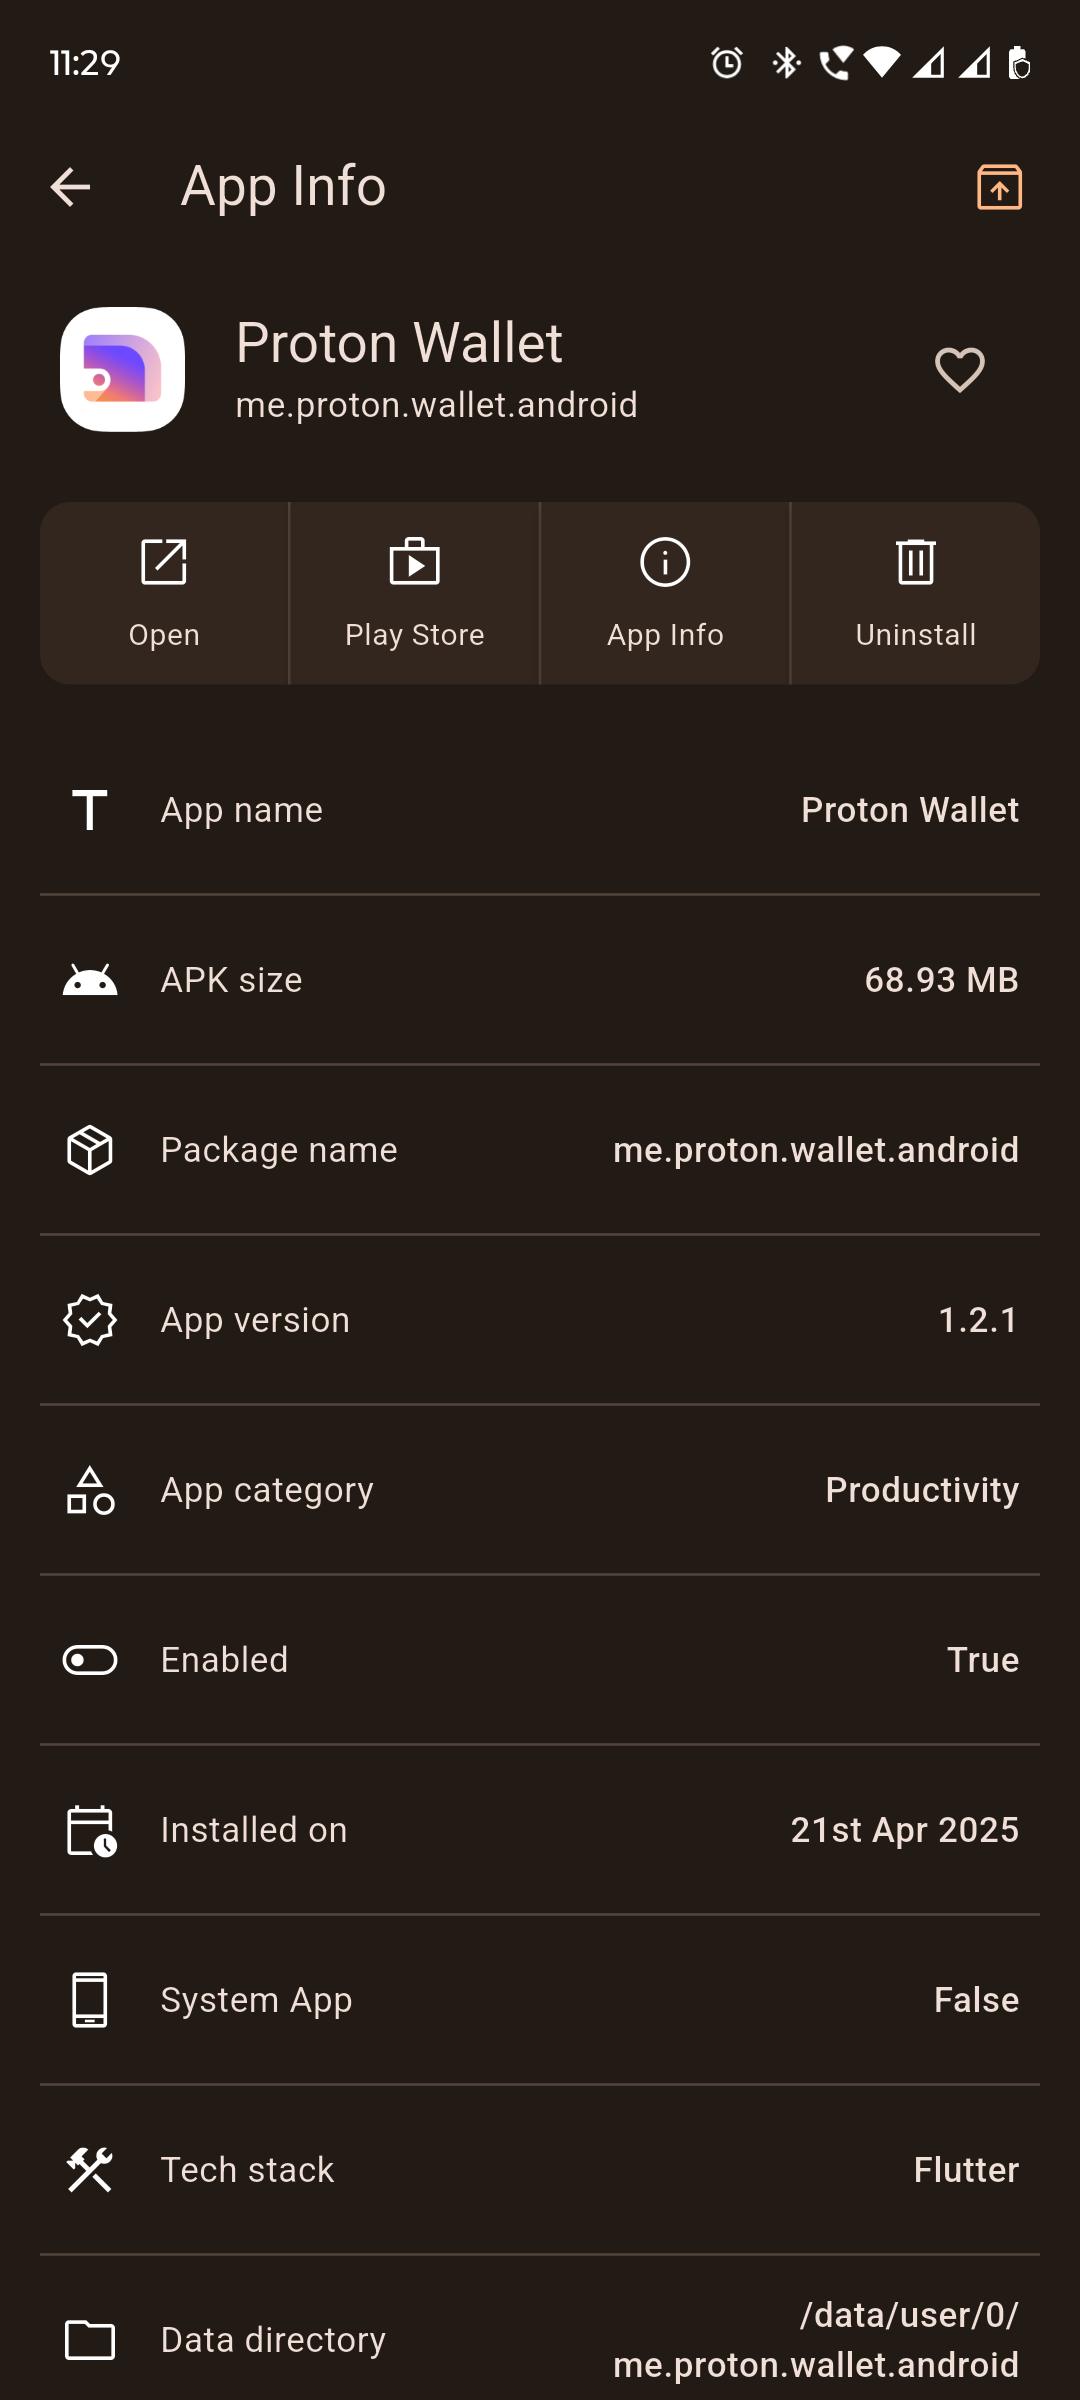 11:29
App Info
Proton Wallet
me.proton.wallet.android
Open
Play Store
App Info
Uninstall
App name
Proton Wallet
APK size
68.93 MB
Package name
me.proton.wallet.android
App version
1.2.1
App category
Productivity
Enabled
True
Installed on
21st Apr 2025
System App
False
Tech stack
Flutter
Data directory
/data/user/0/
me.proton.wallet.android